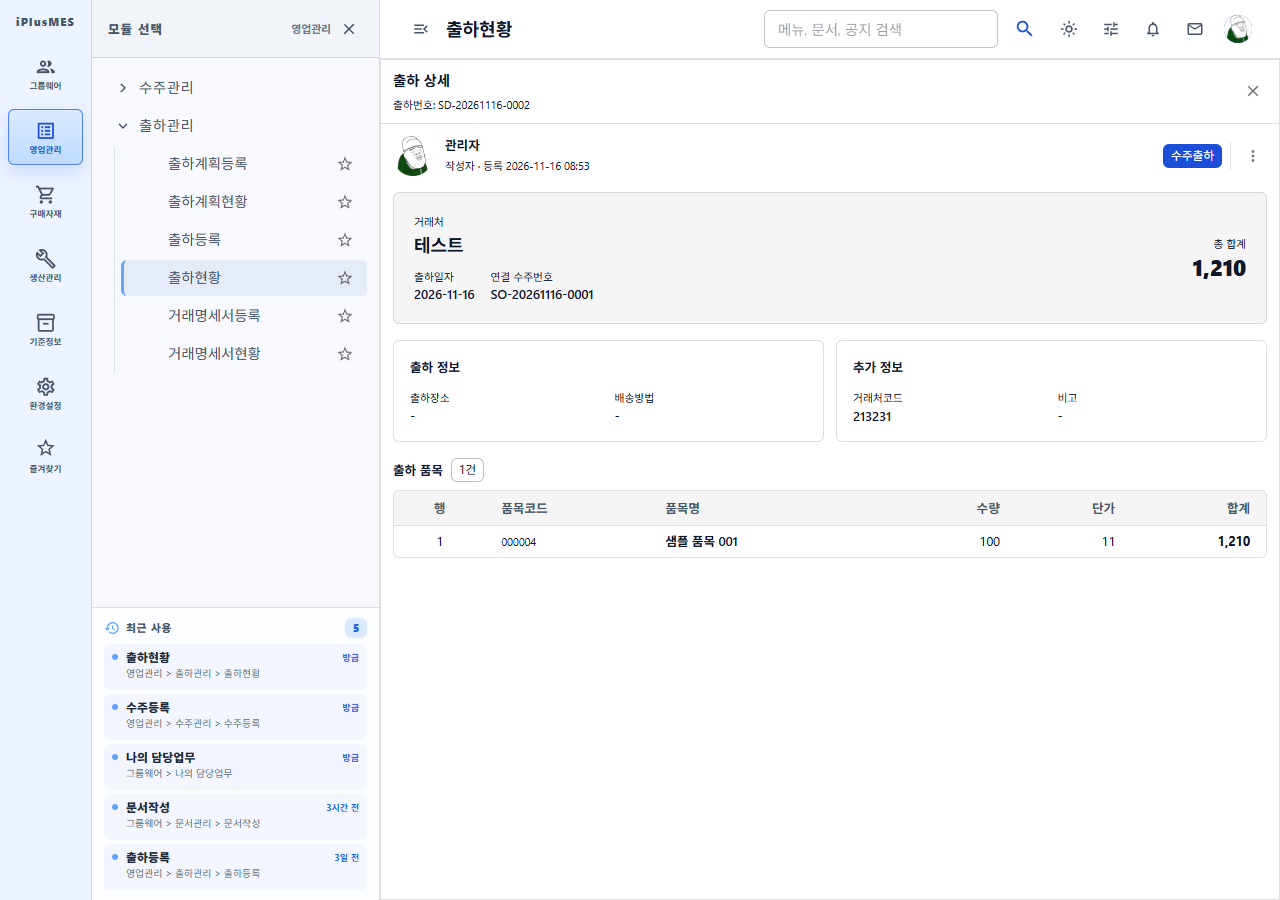 iPlusMES
그룹웨어
영업관리
구매자재
생산관리
기준정보
환경설정
즐겨찾기
모듈 선택 영업관리
수주관리
출하관리
출하계획등록
출하계획현황
출하등록
출하현황
거래명세서등록
거래명세서현황
최근 사용 5
출하현황 방금
영업관리 > 출하관리 > 출하현황
수주등록 방금
영업관리 > 수주관리 > 수주등록
나의 담당업무 방금
그룹웨어 > 나의 담당업무
문서작성 3시간 전
그룹웨어 > 문서관리 > 문서작성
출하등록 3일 전
영업관리 > 출하관리 > 출하등록
출하현황 메뉴, 문서, 공지 검색
출하 상세
출하번호: SD-20261116-0002
관리자
작성자 · 등록 2026-11-16 08:53
수주출하
거래처
테스트
출하일자 연결 수주번호
2026-11-16 SO-20261116-0001
총 합계
1,210
출하 정보
출하장소 배송방법
- -
추가 정보
거래처코드 비고
213231 -
출하 품목 1건
행 품목코드 품목명 수량 단가 합계
1 000004 샘플 품목 001 100 11 1,210